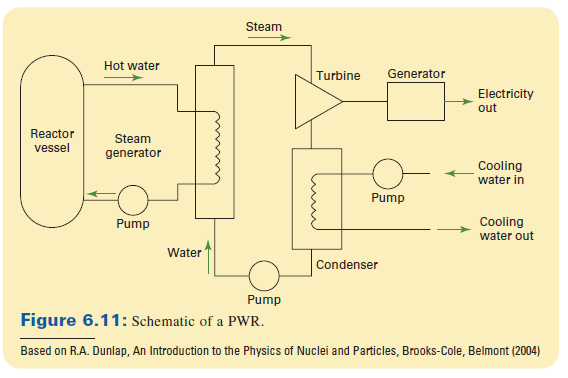 Steam
Hot water
Turbine
Generator
Electricity
out
Reactor
vessel
Steam
generator
Cooling
water in
Pump
Pump
Cooling
water out
Water
Condenser
Pump
Figure 6.11: Schematic of a PWR.
Based on R.A. Dunlap, An Introduction to the Physics of Nuclei and Particles, Brooks-Cole, Belmont (2004)